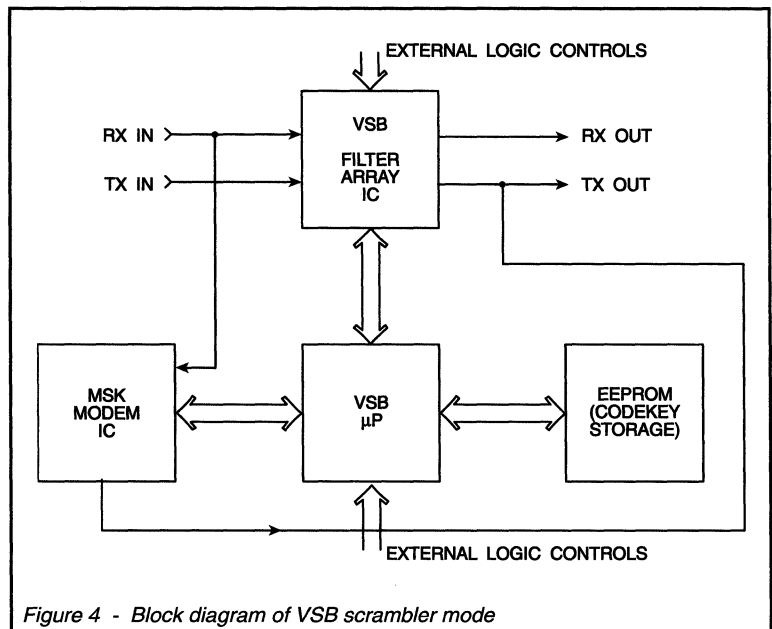 EXTERNAL LOGIC CONTROLS
RX IN
TX IN
VSB
FILTER
ARRAY
IC
RX OUT
TX OUT
MSK
MODEM
IC
VSB
µP
EEPROM
(CODEKEY
STORAGE)
EXTERNAL LOGIC CONTROLS
Figure 4 - Block diagram of VSB scrambler mode